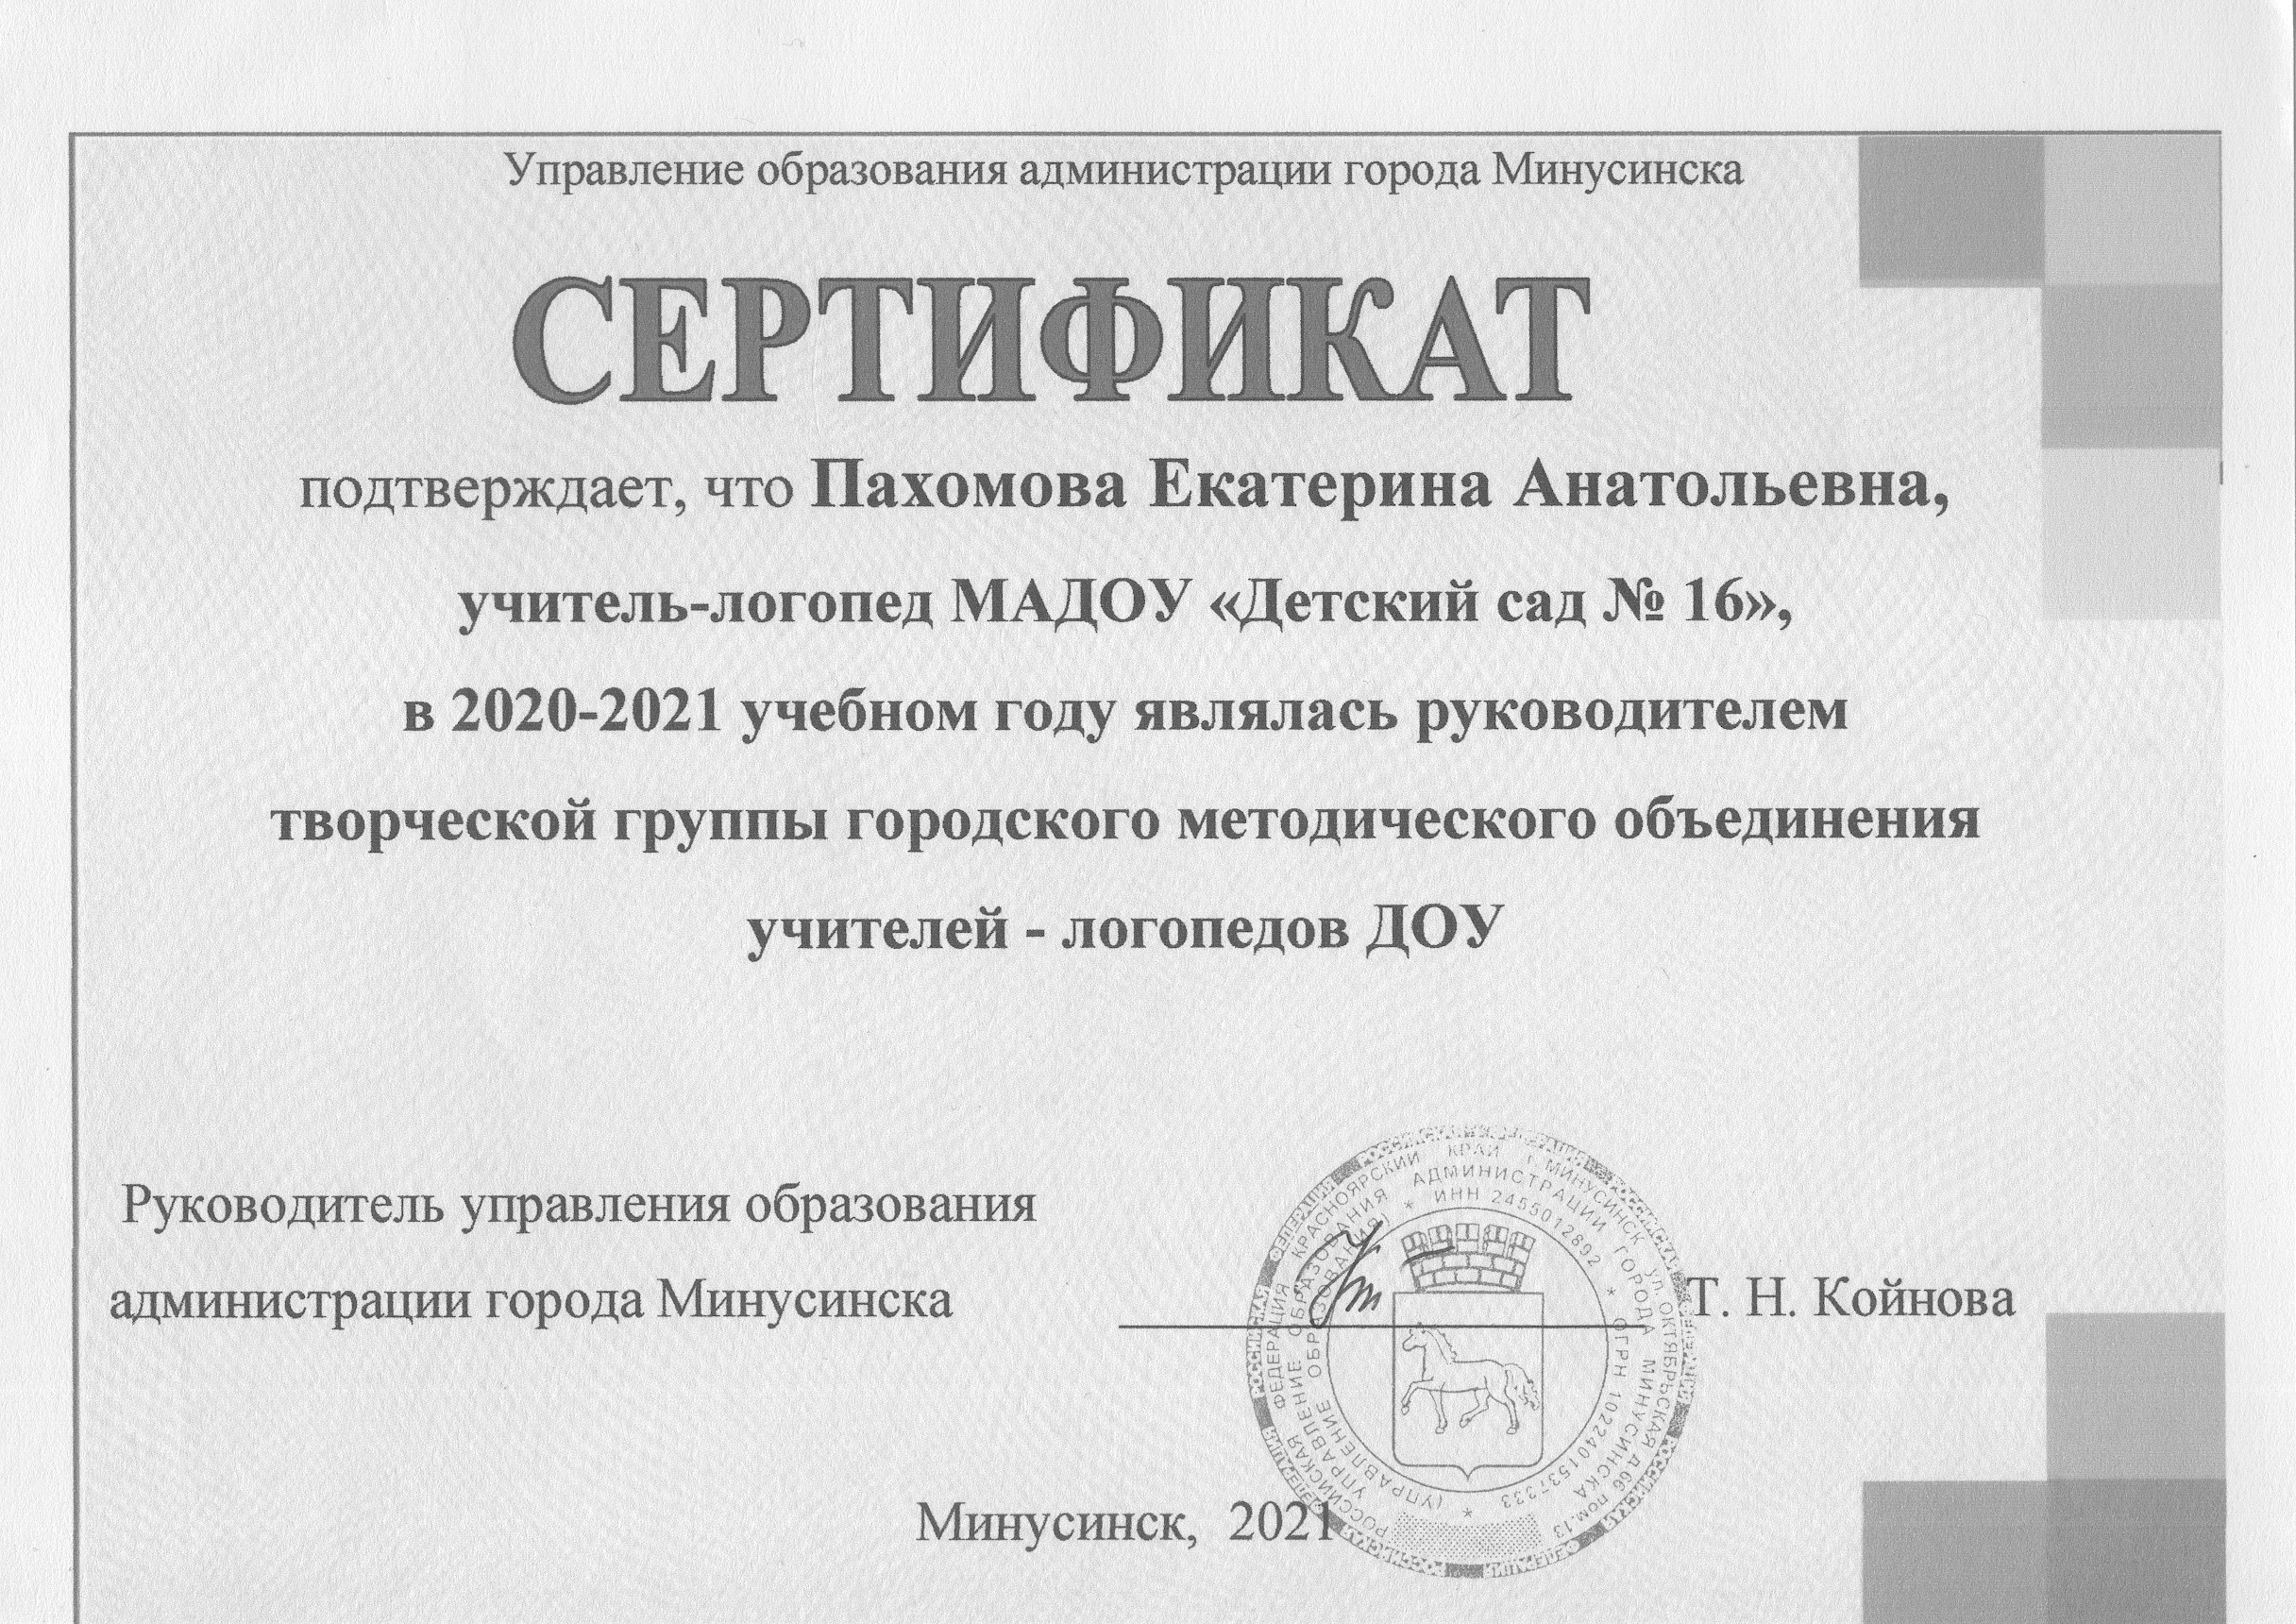 Управление образования администрации города Минусинска
СЕРТИФИКАТ
подтверждает, что Пахомова Екатерина Анатольевна,
учитель-логопед МАДОУ «Детский сад № 16»,
в 2020-2021 учебном году являлась руководителем
творческой группы городского методического объединения
учителей - логопедов ДОУ
Руководитель управления образования
администрации города Минусинска
Т. Н. Койнова
РОССИЙСКАЯ ФЕДЕРАЦИЯ КРАСНОЯРСКИЙ КРАЙ г. МИНУСИНСК ул. ОКТЯБРЬСКАЯ д.66 пом.13
УПРАВЛЕНИЕ ОБРАЗОВАНИЯ АДМИНИСТРАЦИИ ГОРОДА МИНУСИНСКА
(УПРАВЛЕНИЕ ОБРАЗОВАНИЯ) * ИНН 2455012892 * ОГРН 1022401537333 *
Минусинск, 2021